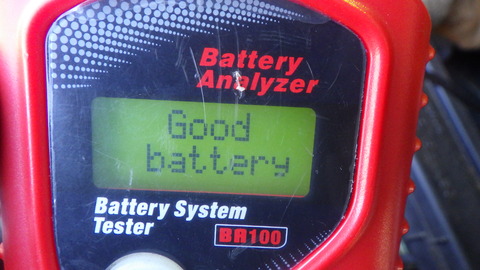 Battery
Analyzer
Good
battery
Battery System
Tester
BR100